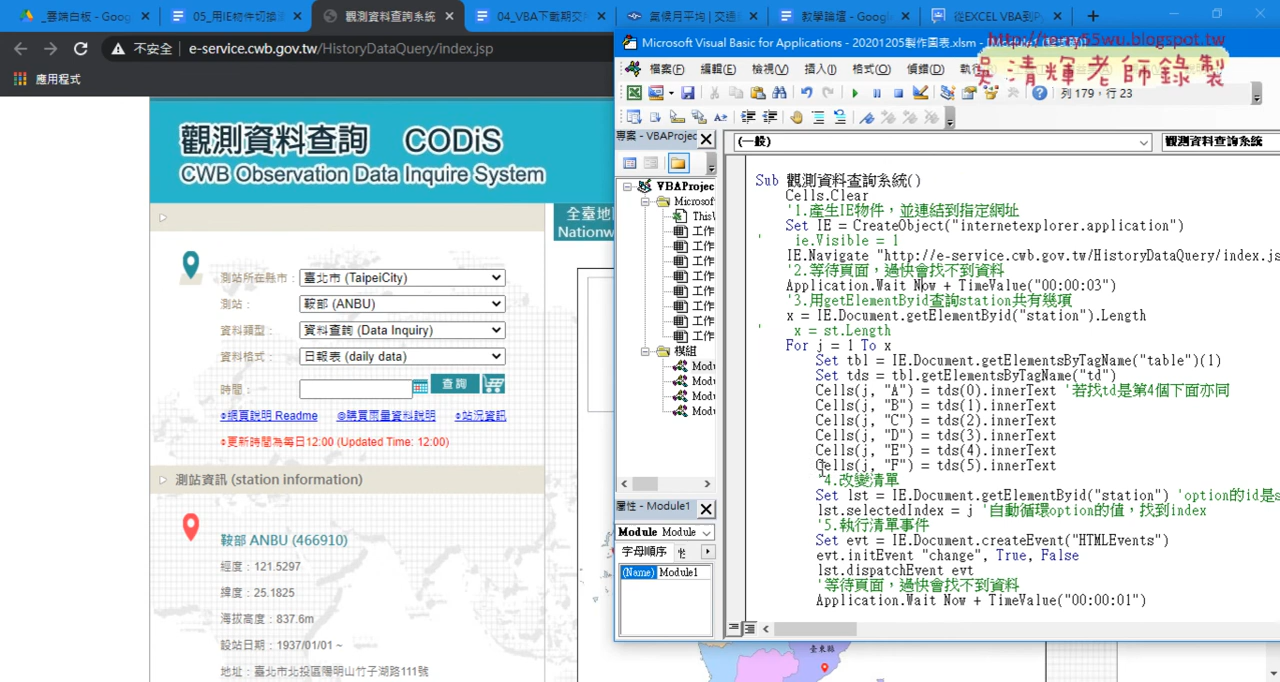 _雲端白板 - Goog
05_用IE物件切換
觀測資料查詢系統
04_VBA下載期交
氣候月平均 | 交通
教學論壇 - Google
從EXCEL VBA到Py
不安全
e-service.cwb.gov.tw/HistoryDataQuery/index.jsp
應用程式
觀測資料查詢 CODiS
CWB Observation Data Inquire System
全臺地
Nationw
測站所在縣市：
臺北市 (TaipeiCity)
測站：
鞍部 (ANBU)
資料類型：
資料查詢 (Data Inquiry)
資料格式：
日報表 (daily data)
時間：
查詢
網頁說明 Readme
購買雨量資料說明
站況資訊
更新時間為每日12:00 (Updated Time: 12:00)
測站資訊 (station information)
鞍部 ANBU (466910)
經度：121.5297
緯度：25.1825
海拔高度：837.6m
設站日期：1937/01/01 ~
地址：臺北市北投區陽明山竹子湖路111號
臺東縣
Microsoft Visual Basic for Applications - 20201205製作圖表.xlsm -
吳清輝老師錄製
檔案(F)
編輯(E)
檢視(V)
插入(I)
格式(O)
偵錯(D)
列 179，行 23
專案 - VBAProjec
VBAProjec
Microsof
This
工作
工作
工作
工作
工作
工作
工作
工作
模組
Modu
Modu
Modu
Modu
屬性 - Module1
Module Module
字母順序
(Name) Module1
(一般)
觀測資料查詢系統
Sub 觀測資料查詢系統()
Cells.Clear
'1.產生IE物件，並連結到指定網址
Set IE = CreateObject("internetexplorer.application")
' ie.Visible = 1
IE.Navigate "http://e-service.cwb.gov.tw/HistoryDataQuery/index.js
'2.等待頁面，過快會找不到資料
Application.Wait Now + TimeValue("00:00:03")
'3.用getElementByid查詢station共有幾項
x = IE.Document.getElementByid("station").Length
' x = st.Length
For j = 1 To x
Set tbl = IE.Document.getElementsByTagName("table")(1)
Set tds = tbl.getElementsByTagName("td")
Cells(j, "A") = tds(0).innerText '若找td是第4個下面亦同
Cells(j, "B") = tds(1).innerText
Cells(j, "C") = tds(2).innerText
Cells(j, "D") = tds(3).innerText
Cells(j, "E") = tds(4).innerText
Cells(j, "F") = tds(5).innerText
'4.改變清單
Set lst = IE.Document.getElementByid("station") 'option的id是s
lst.selectedIndex = j '自動循環option的值，找到index
'5.執行清單事件
Set evt = IE.Document.createEvent("HTMLEvents")
evt.initEvent "change", True, False
lst.dispatchEvent evt
'等待頁面，過快會找不到資料
Application.Wait Now + TimeValue("00:00:01")